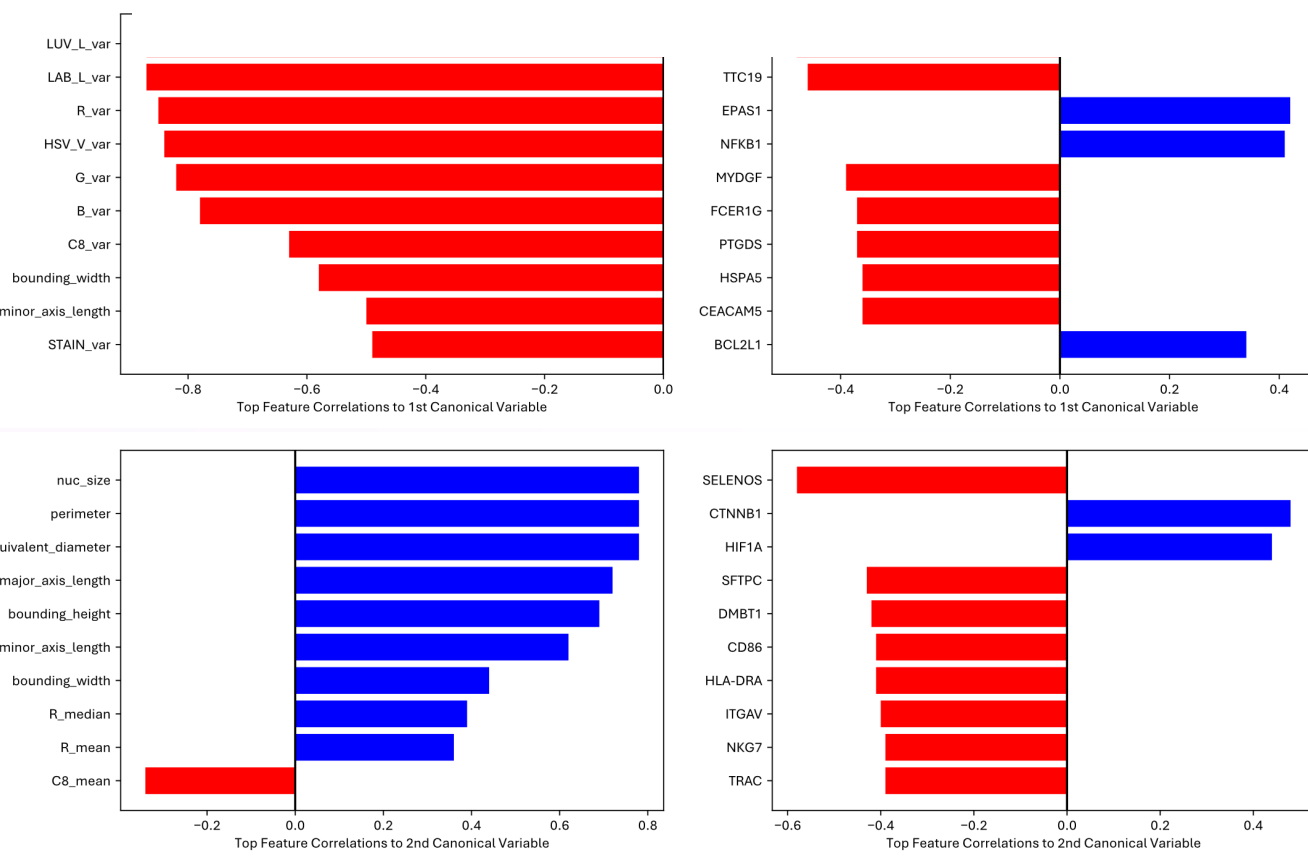 LUV_L_var
LAB_L_var
R_var
HSV_V_var
G_var
B_var
C8_var
bounding_width
minor_axis_length
STAIN_var
−0.8 −0.6 −0.4 −0.2 0.0
Top Feature Correlations to 1st Canonical Variable
TTC19
EPAS1
NFKB1
MYDGF
FCER1G
PTGDS
HSPA5
CEACAM5
BCL2L1
−0.4 −0.2 0.0 0.2 0.4
Top Feature Correlations to 1st Canonical Variable
nuc_size
perimeter
uivalent_diameter
major_axis_length
bounding_height
minor_axis_length
bounding_width
R_median
R_mean
C8_mean
−0.2 0.0 0.2 0.4 0.6 0.8
Top Feature Correlations to 2nd Canonical Variable
SELENOS
CTNNB1
HIF1A
SFTPC
DMBT1
CD86
HLA-DRA
ITGAV
NKG7
TRAC
−0.6 −0.4 −0.2 0.0 0.2 0.4
Top Feature Correlations to 2nd Canonical Variable